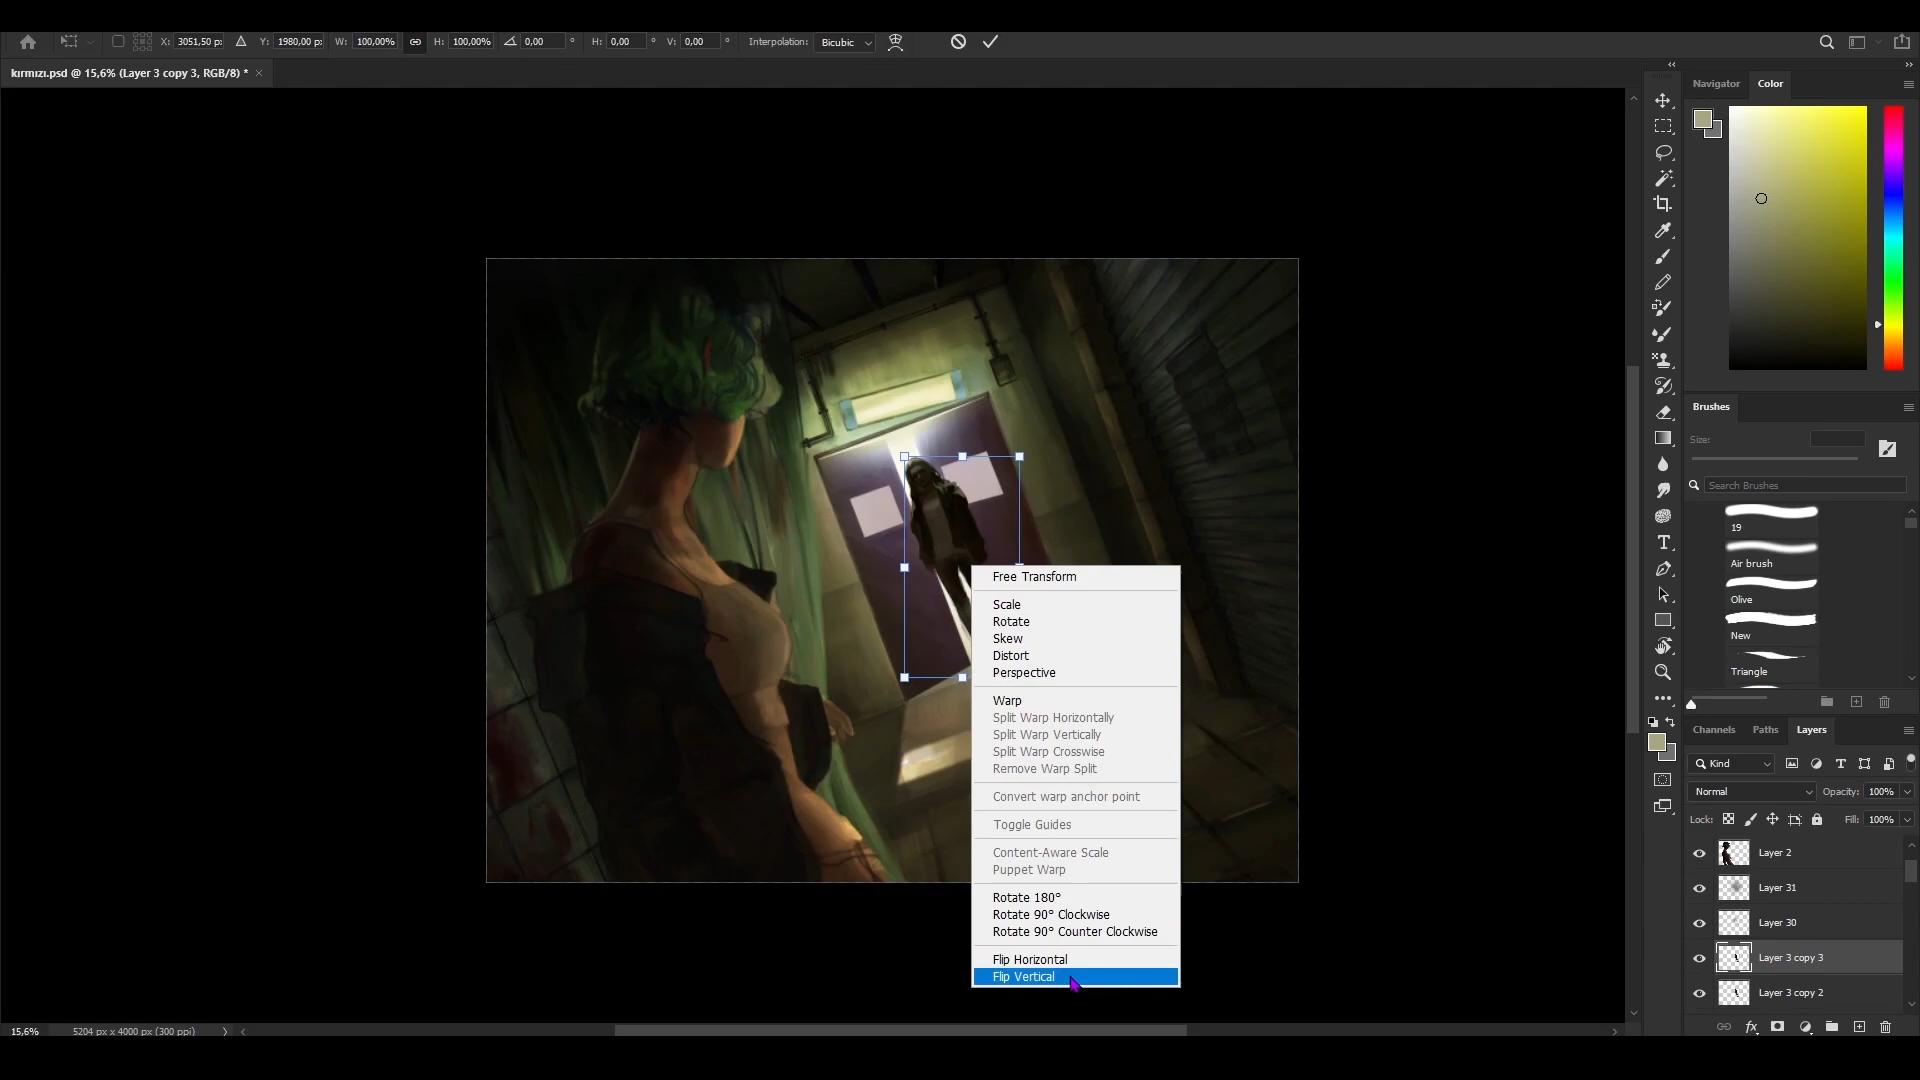 X: 3051,50 p:
Y: 1980,00 p:
W: 100,00%
H: 100,00%
0,00 °
H: 0,00 °
V: 0,00 °
Interpolation: Bicubic
kırmızı.psd @ 15,6% (Layer 3 copy 3, RGB/8) *
Navigator
Color
Brushes
Size:
Search Brushes
19
Air brush
Olive
New
Triangle
Free Transform
Scale
Rotate
Skew
Distort
Perspective
Warp
Split Warp Horizontally
Split Warp Vertically
Split Warp Crosswise
Remove Warp Split
Convert warp anchor point
Toggle Guides
Content-Aware Scale
Puppet Warp
Rotate 180°
Rotate 90° Clockwise
Rotate 90° Counter Clockwise
Flip Horizontal
Flip Vertical
Channels
Paths
Layers
Kind
Normal
Opacity: 100%
Lock:
Fill: 100%
Layer 2
Layer 31
Layer 30
Layer 3 copy 3
Layer 3 copy 2
15,6%
5204 px x 4000 px (300 ppi)